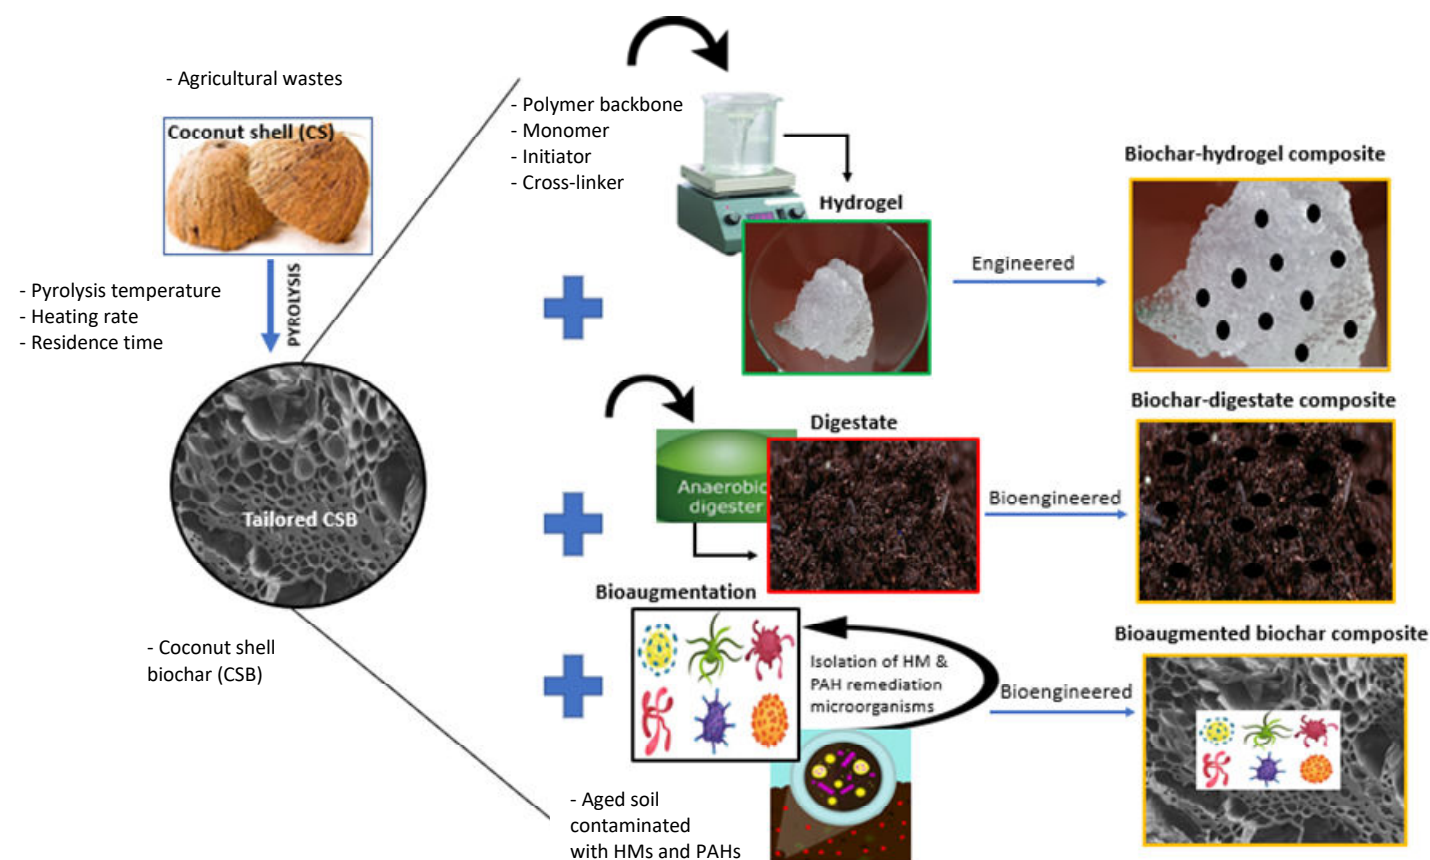 - Agricultural wastes
Coconut shell (CS)
- Pyrolysis temperature
- Heating rate
- Residence time
PYROLYSIS
Tailored CSB
- Coconut shell
biochar (CSB)
- Polymer backbone
- Monomer
- Initiator
- Cross-linker
Hydrogel
Engineered
Biochar-hydrogel composite
Anaerobic
digester
Digestate
Bioengineered
Biochar-digestate composite
Bioaugmentation
Isolation of HM &
PAH remediation
microorganisms
Bioengineered
Bioaugmented biochar composite
- Aged soil
contaminated
with HMs and PAHs